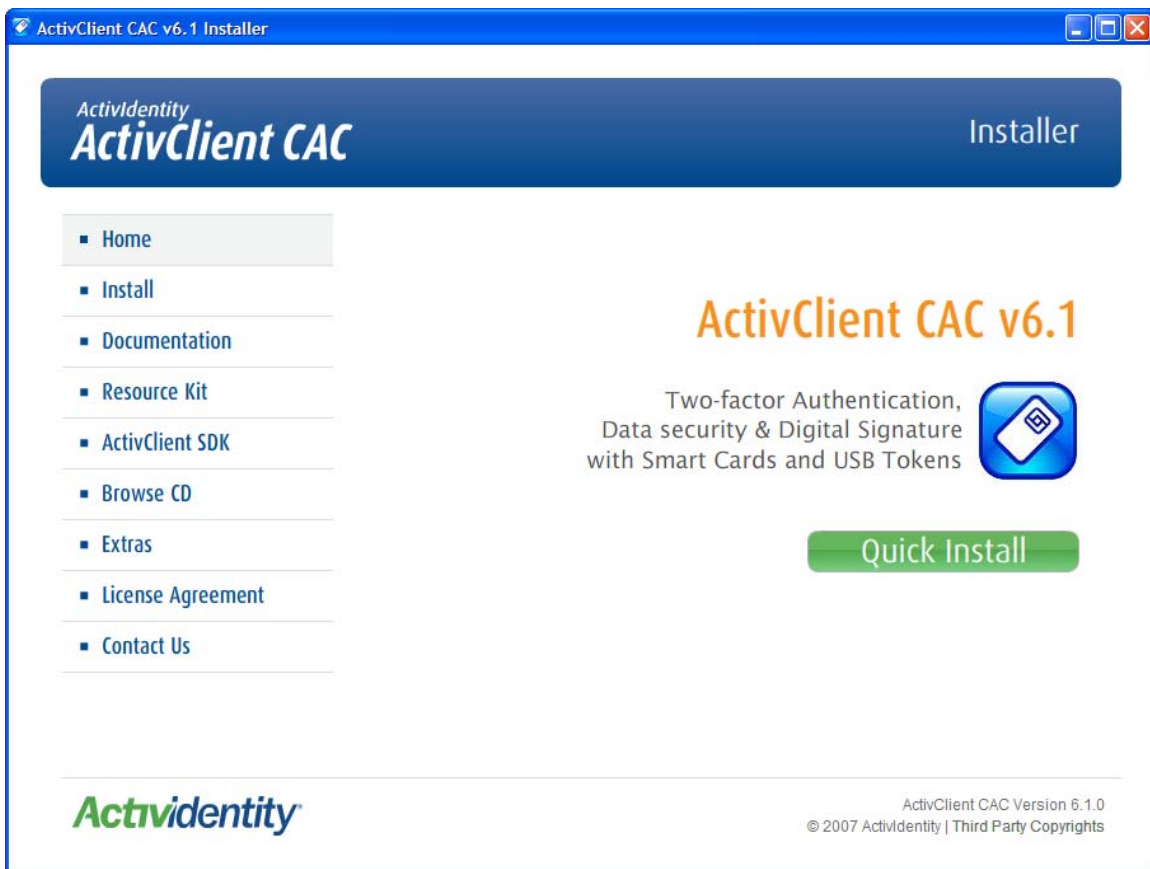 ActivClient CAC v6.1 Installer
ActivIdentity
ActivClient CAC
Installer
Home
Install
Documentation
Resource Kit
ActivClient SDK
Browse CD
Extras
License Agreement
Contact Us
ActivClient CAC v6.1
Two-factor Authentication,
Data security & Digital Signature
with Smart Cards and USB Tokens
Quick Install
ActivIdentity
ActivClient CAC Version 6.1.0
© 2007 ActivIdentity | Third Party Copyrights